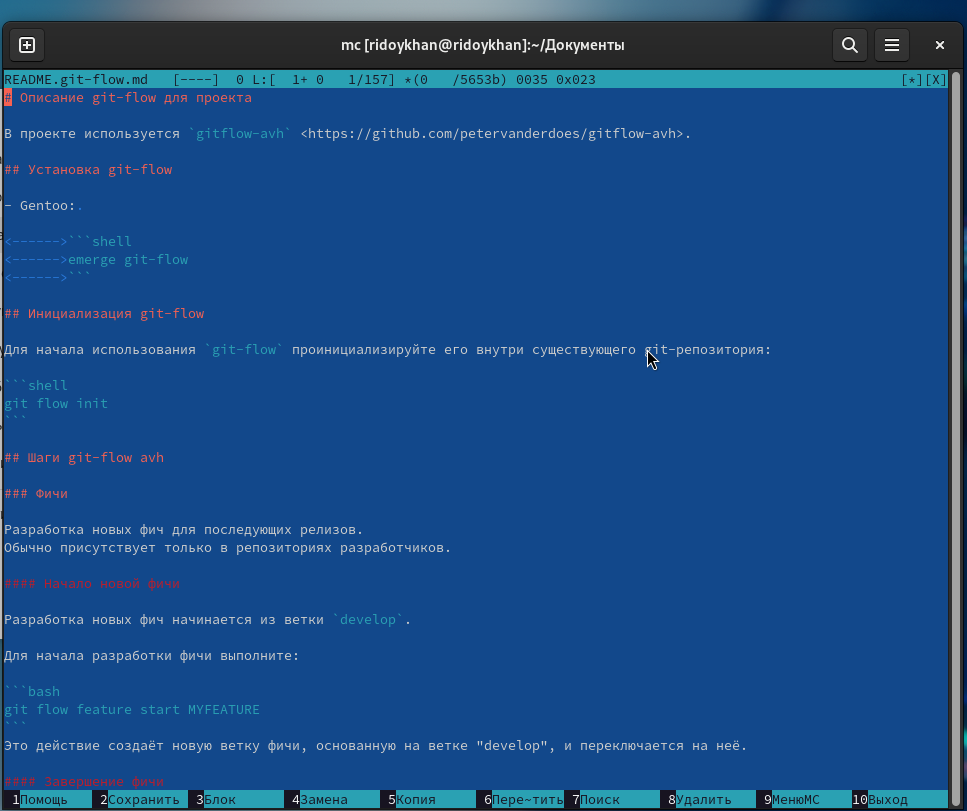 mc [ridoykhan@ridoykhan]:~/Документы
README.git-flow.md   [----]  0 L:[  1+ 0   1/157] *(0   /5653b) 0035 0x023   [*][X]
# Описание git-flow для проекта
В проекте используется `gitflow-avh` <https://github.com/petervanderdoes/gitflow-avh>.
## Установка git-flow
- Gentoo:.
<------>```shell
<------>emerge git-flow
<------>```
## Инициализация git-flow
Для начала использования `git-flow` проинициализируйте его внутри существующего git-репозитория:
```shell
git flow init
```
## Шаги git-flow avh
### Фичи
Разработка новых фич для последующих релизов.
Обычно присутствует только в репозиториях разработчиков.
#### Начало новой фичи
Разработка новых фич начинается из ветки `develop`.
Для начала разработки фичи выполните:
```bash
git flow feature start MYFEATURE
```
Это действие создаёт новую ветку фичи, основанную на ветке "develop", и переключается на неё.
#### Завершение фичи
1Помощь 2Сохранить 3Блок 4Замена 5Копия 6Пере~тить 7Поиск 8Удалить 9МенюMC 10Выход